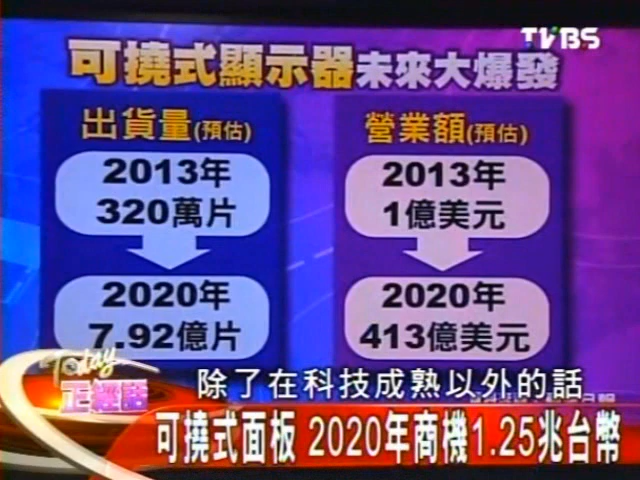 TVBS
可撓式顯示器未來大爆發
出貨量(預估)
2013年
320萬片
2020年
7.92億片
營業額(預估)
2013年
1億美元
2020年
413億美元
Today
正經話
除了在科技成熟以外的話
可撓式面板 2020年商機1.25兆台幣